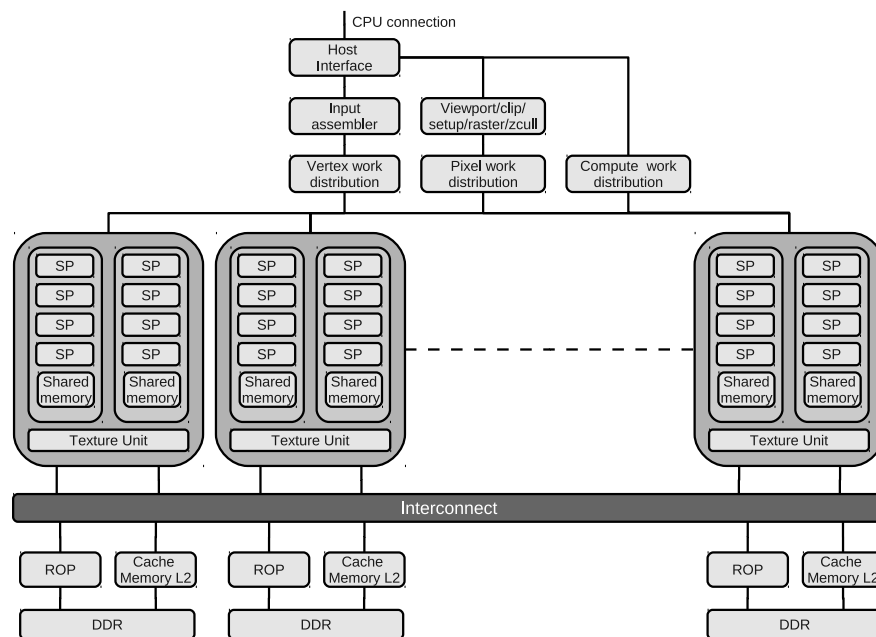 CPU connection
Host
Interface
Input
assembler
Viewport/clip/
setup/raster/zcull
Vertex work
distribution
Pixel work
distribution
Compute work
distribution
SP
SP
SP
SP
Shared
memory
SP
SP
SP
SP
Shared
memory
Texture Unit
SP
SP
SP
SP
Shared
memory
SP
SP
SP
SP
Shared
memory
Texture Unit
SP
SP
SP
SP
Shared
memory
SP
SP
SP
SP
Shared
memory
Texture Unit
Interconnect
ROP
Cache
Memory L2
DDR
ROP
Cache
Memory L2
DDR
ROP
Cache
Memory L2
DDR